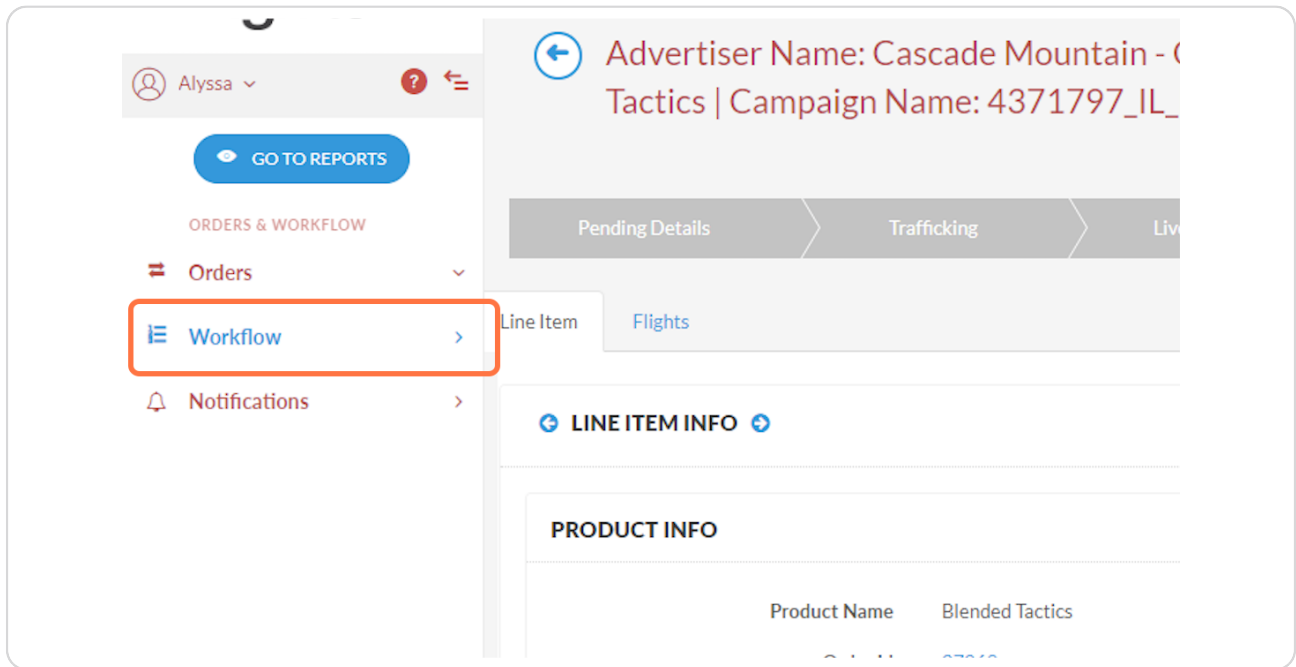 Alyssa
?
GO TO REPORTS
ORDERS & WORKFLOW
Orders
Workflow
Notifications
Advertiser Name: Cascade Mountain -
Tactics | Campaign Name: 4371797_IL_
Pending Details
Trafficking
Liv
Line Item
Flights
LINE ITEM INFO
PRODUCT INFO
Product Name Blended Tactics